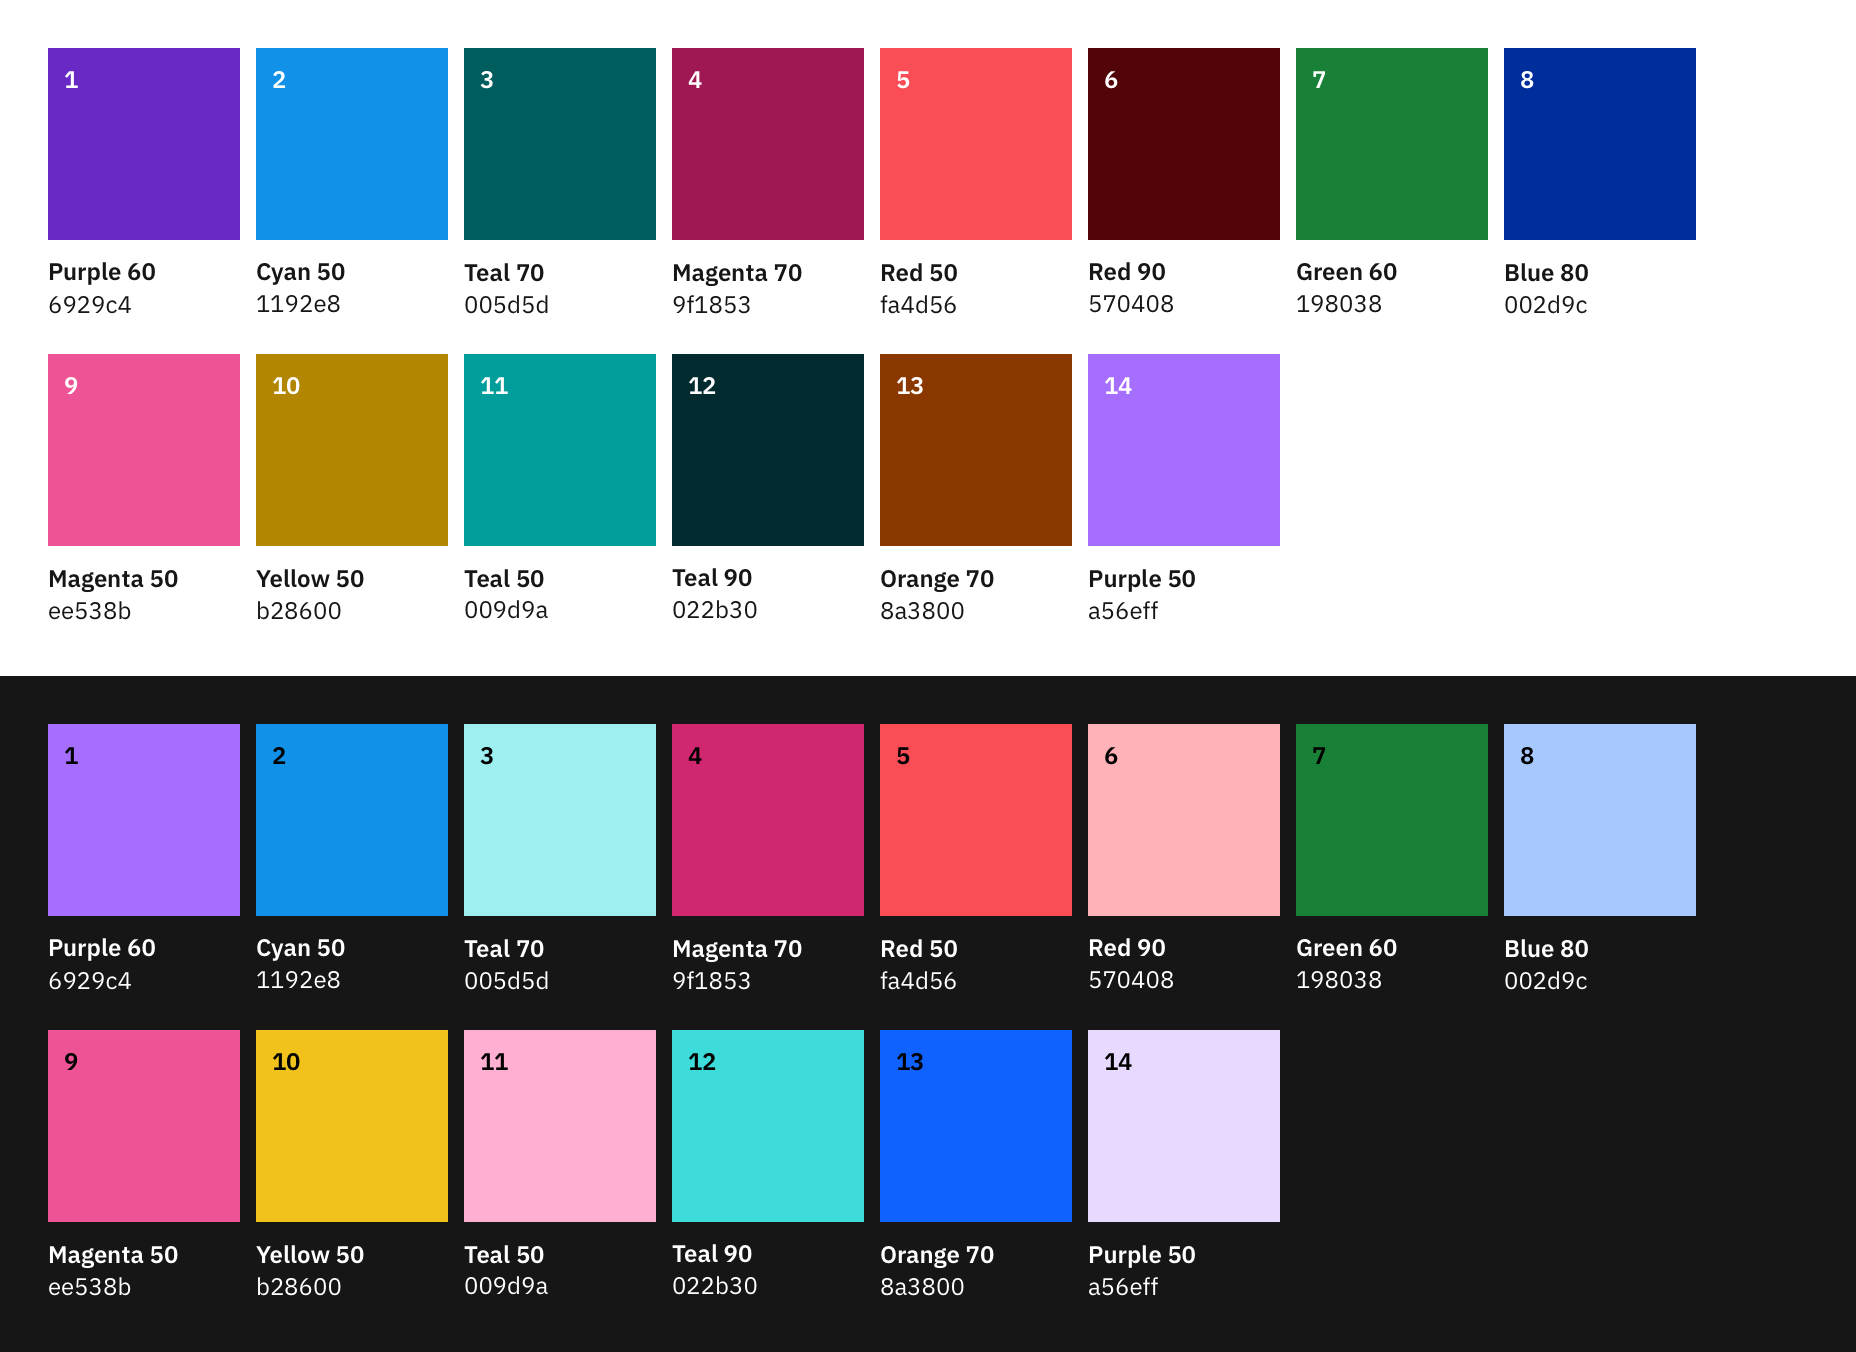 1 2 3 4 5 6 7 8
Purple 60 Cyan 50 Teal 70 Magenta 70 Red 50 Red 90 Green 60 Blue 80
6929c4 1192e8 005d5d 9f1853 fa4d56 570408 198038 002d9c
9 10 11 12 13 14
Magenta 50 Yellow 50 Teal 50 Teal 90 Orange 70 Purple 50
ee538b b28600 009d9a 022b30 8a3800 a56eff
1 2 3 4 5 6 7 8
Purple 60 Cyan 50 Teal 70 Magenta 70 Red 50 Red 90 Green 60 Blue 80
6929c4 1192e8 005d5d 9f1853 fa4d56 570408 198038 002d9c
9 10 11 12 13 14
Magenta 50 Yellow 50 Teal 50 Teal 90 Orange 70 Purple 50
ee538b b28600 009d9a 022b30 8a3800 a56eff